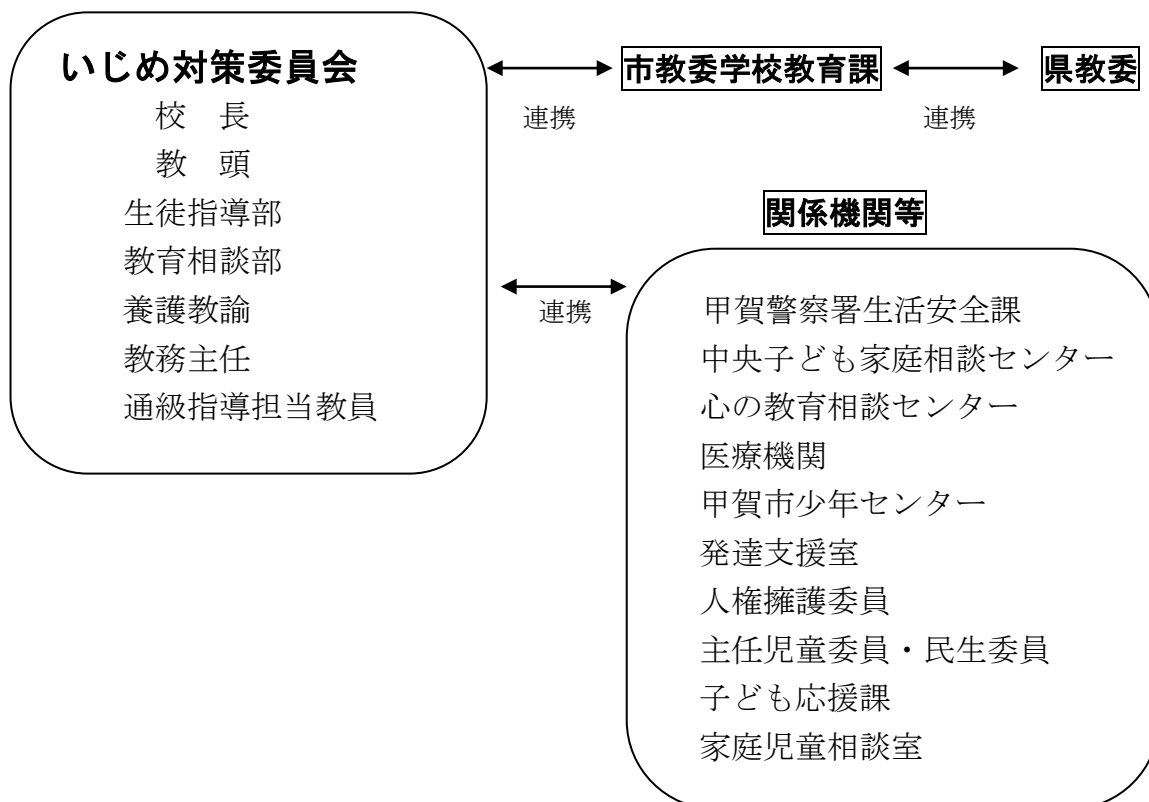 いじめ対策委員会
校　長
教　頭
生徒指導部
教育相談部
養護教諭
教務主任
通級指導担当教員
連携
市教委学校教育課
連携
県教委
連携
関係機関等
甲賀警察署生活安全課
中央子ども家庭相談センター
心の教育相談センター
医療機関
甲賀市少年センター
発達支援室
人権擁護委員
主任児童委員・民生委員
子ども応援課
家庭児童相談室